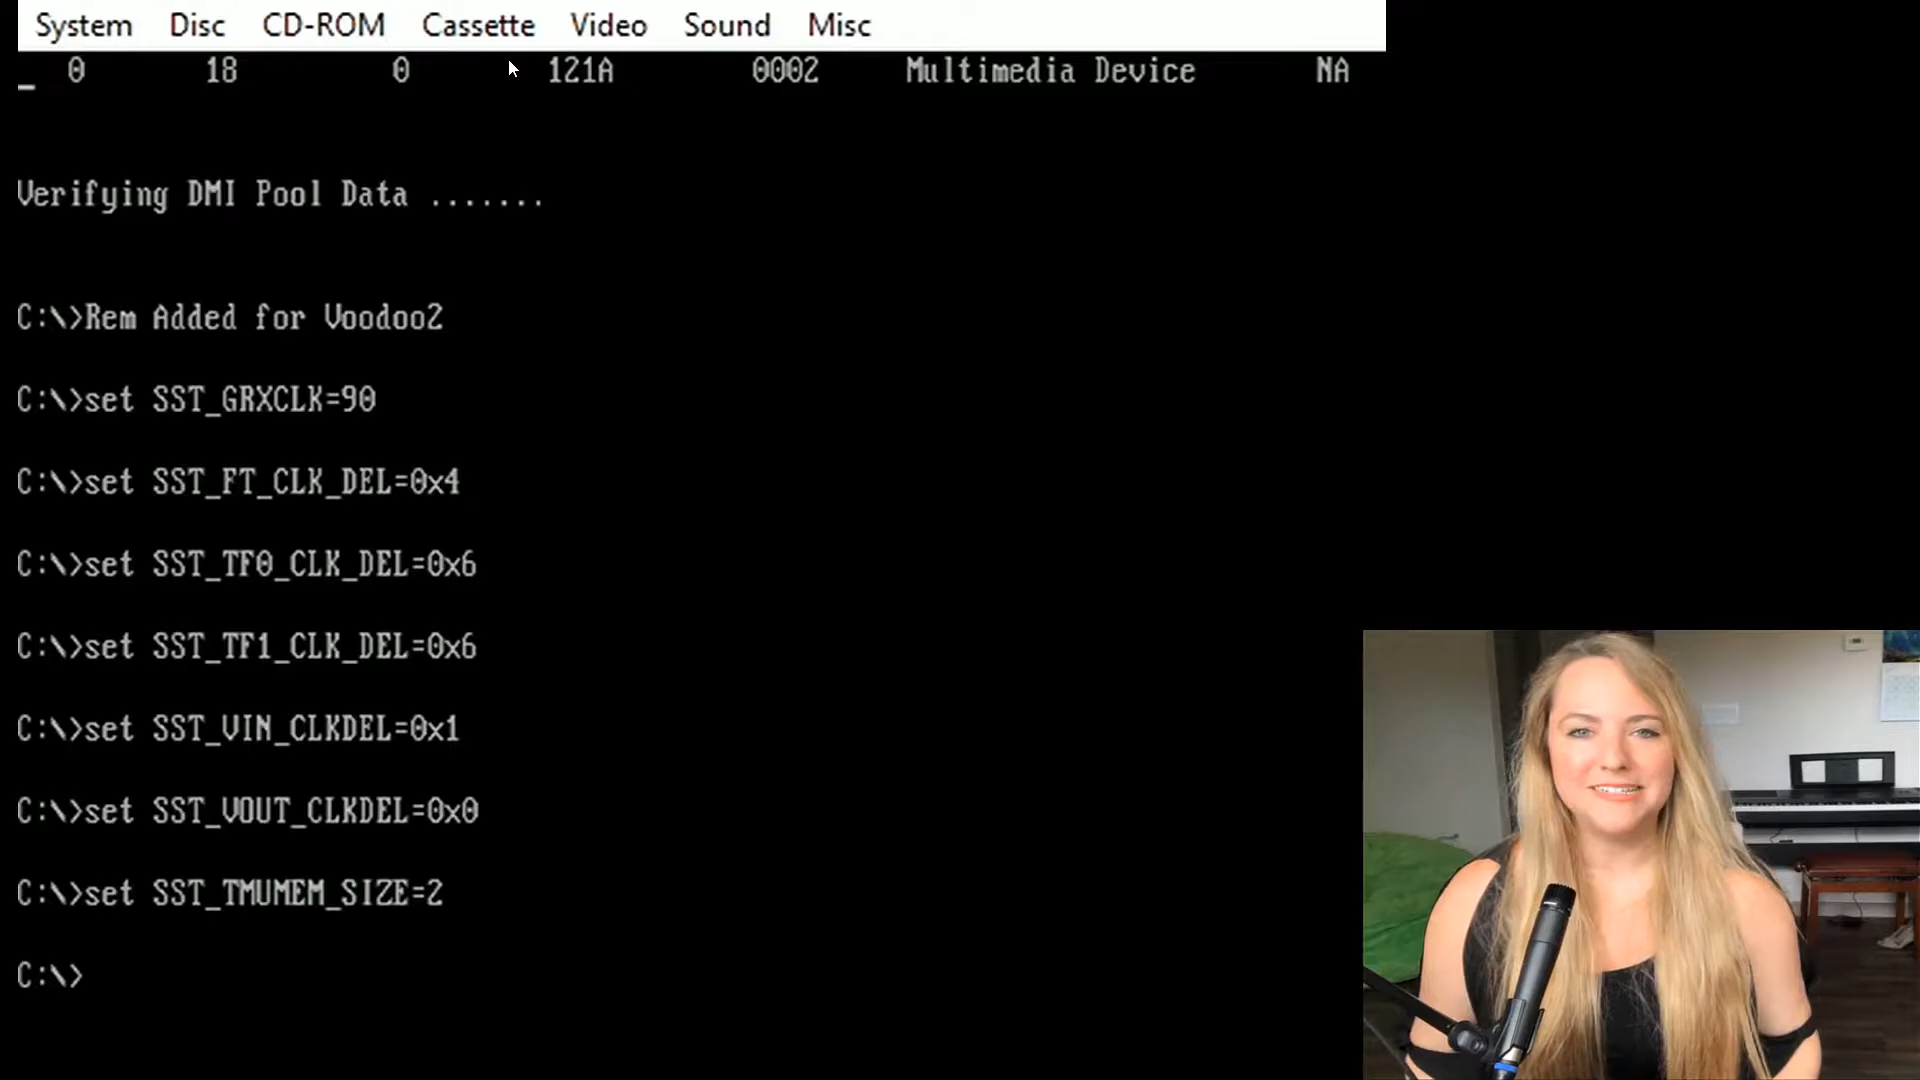 System Disc CD-ROM Cassette Video Sound Misc
0 18 0 121A 0002 Multimedia Device NA
Verifying DMI Pool Data .......
C:\>Rem Added for Voodoo2
C:\>set SST_GRXCLK=90
C:\>set SST_FT_CLK_DEL=0x4
C:\>set SST_TF0_CLK_DEL=0x6
C:\>set SST_TF1_CLK_DEL=0x6
C:\>set SST_VIN_CLKDEL=0x1
C:\>set SST_VOUT_CLKDEL=0x0
C:\>set SST_TMUMEM_SIZE=2
C:\>